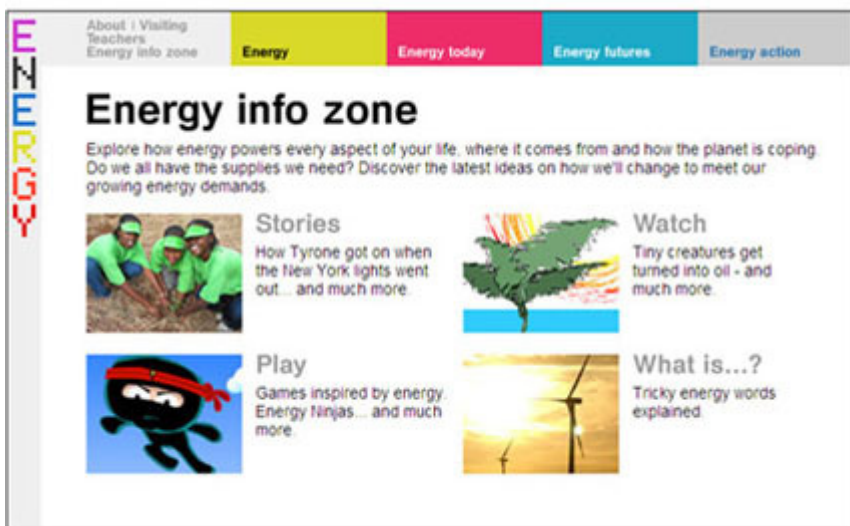 ENERGY
About | Visiting
Teachers
Energy info zone
Energy
Energy today
Energy futures
Energy action
Energy info zone
Explore how energy powers every aspect of your life, where it comes from and how the planet is coping.
Do we all have the supplies we need? Discover the latest ideas on how we'll change to meet our
growing energy demands.
Stories
How Tyrone got on when
the New York lights went
out... and much more.
Watch
Tiny creatures get
turned into oil - and
much more.
Play
Games inspired by energy.
Energy Ninjas... and much
more.
What is...?
Tricky energy words
explained.